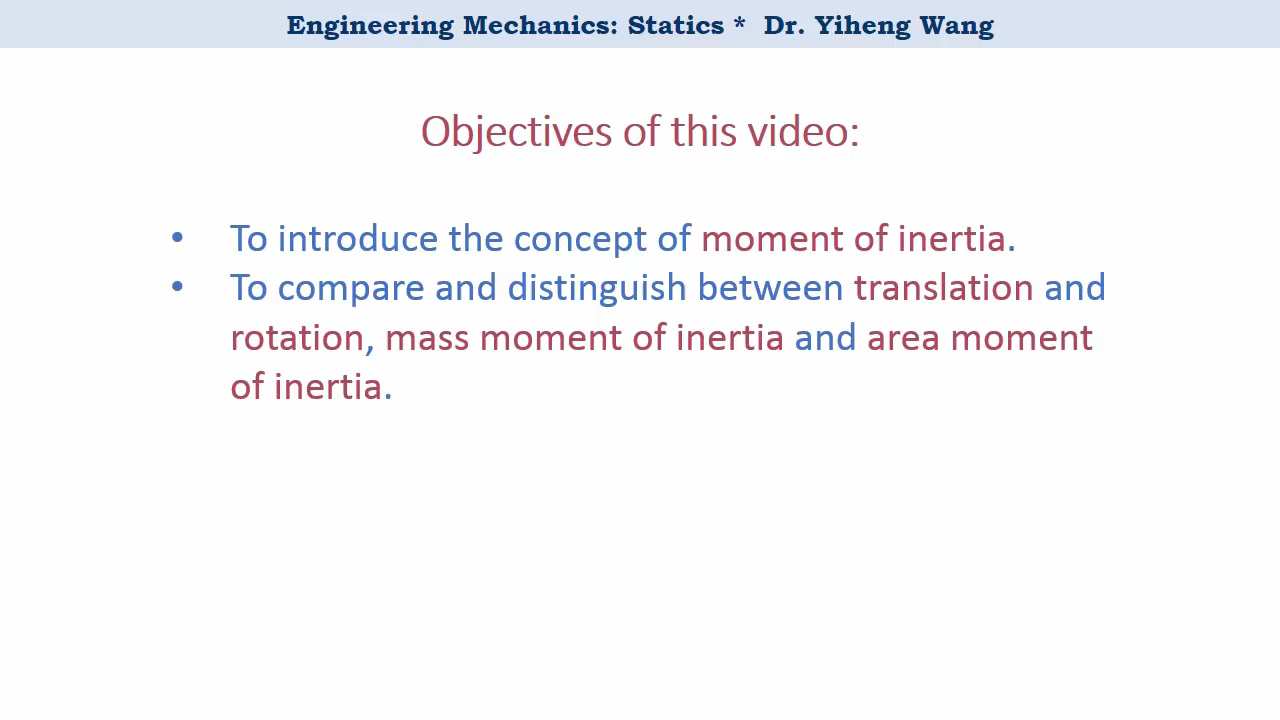 Engineering Mechanics: Statics * Dr. Yiheng Wang
Objectives of this video:
• To introduce the concept of moment of inertia.
• To compare and distinguish between translation and
rotation, mass moment of inertia and area moment
of inertia.